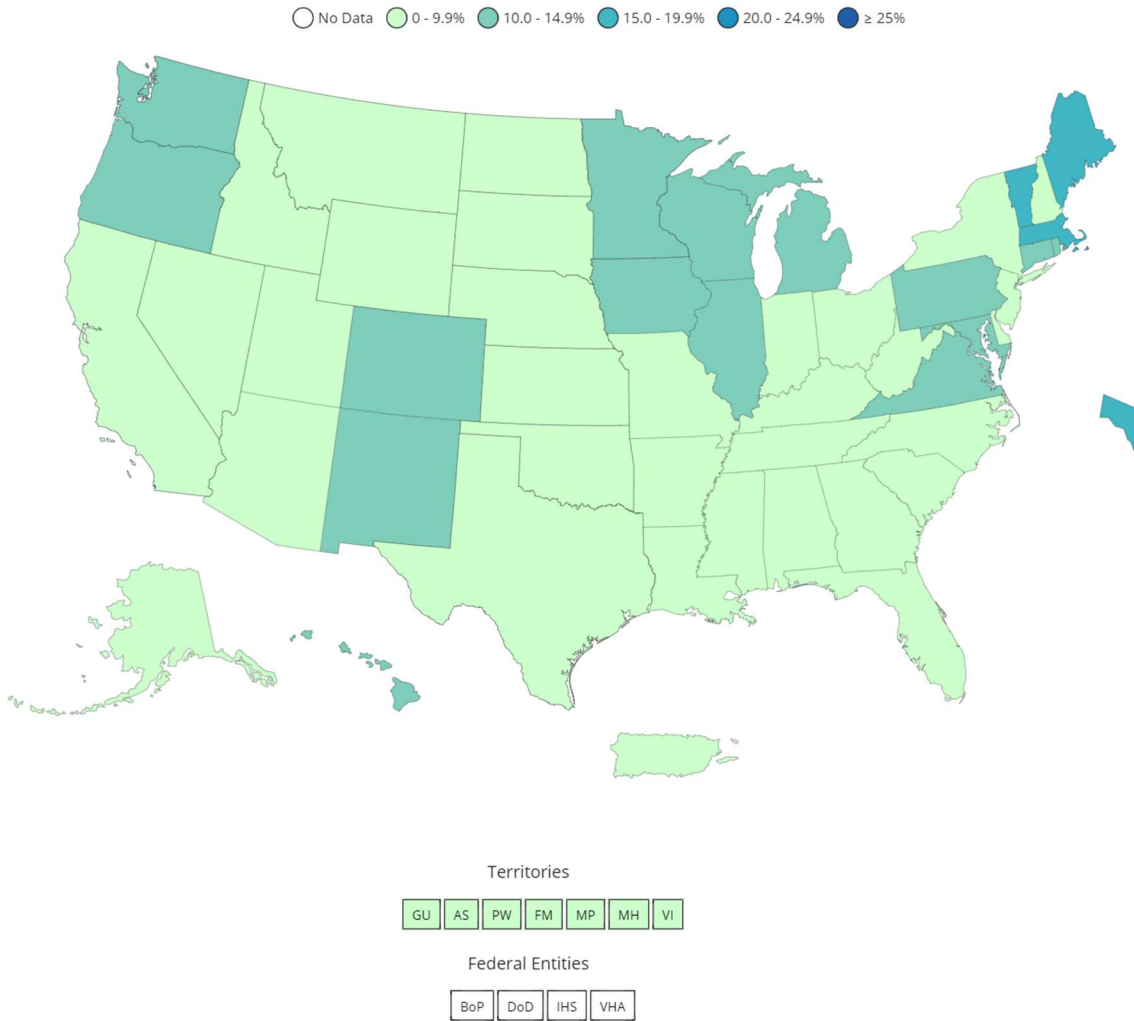 No Data 0 - 9.9% 10.0 - 14.9% 15.0 - 19.9% 20.0 - 24.9% ≥ 25%
Territories
GU AS PW FM MP MH VI
Federal Entities
BoP DoD IHS VHA